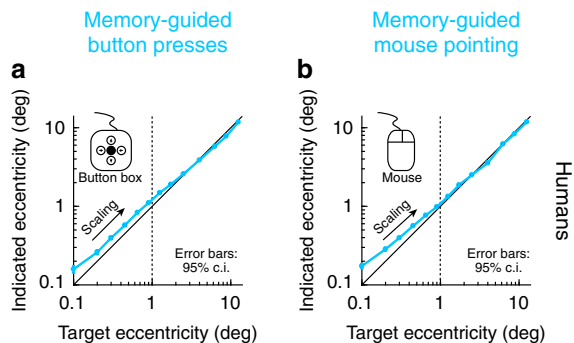 Memory-guided
button presses
Memory-guided
mouse pointing
a
Indicated eccentricity (deg)
10
1
0.1
Button box
Scaling
Error bars:
95% c.i.
0.1
1
10
Target eccentricity (deg)
b
Indicated eccentricity (deg)
10
1
0.1
Mouse
Scaling
Error bars:
95% c.i.
0.1
1
10
Target eccentricity (deg)
Humans